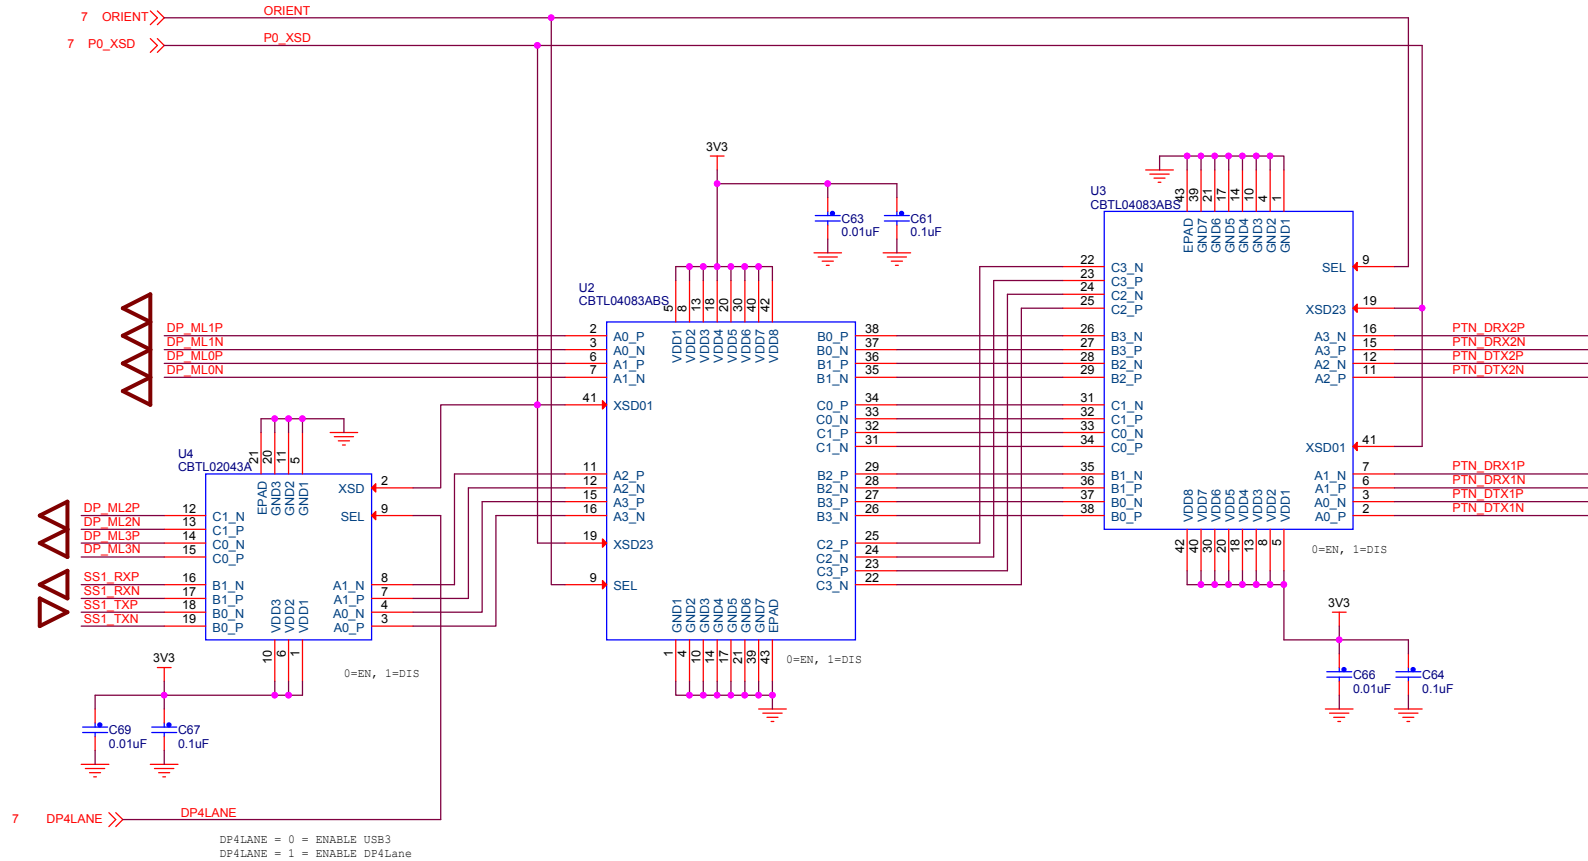 7 ORIENT ORIENT
7 P0_XSD P0_XSD
3V3
C63
0.01uF
C61
0.1uF
U2
CBTL04083ABS
5 8 13 18 20 30 40 42
VDD1 VDD2 VDD3 VDD4 VDD5 VDD6 VDD7 VDD8
DP_ML1P 2 A0_P B0_P 38
DP_ML1N 3 A0_N B0_N 37
DP_ML0P 6 A1_P B1_P 36
DP_ML0N 7 A1_N B1_N 35
41 XSD01 C0_P 34
C0_N 33
C1_P 32
C1_N 31
11 A2_P B2_P 29
12 A2_N B2_N 28
15 A3_P B3_P 27
16 A3_N B3_N 26
19 XSD23 C2_P 25
C2_N 24
C3_P 23
9 SEL C3_N 22
GND1 GND2 GND3 GND4 GND5 GND6 GND7 EPAD
1 4 10 14 17 21 39 43
0=EN, 1=DIS
U3
CBTL04083ABS
43 39 21 17 14 10 4 1
EPAD GND7 GND6 GND5 GND4 GND3 GND2 GND1
22 C3_N SEL 9
23 C3_P
24 C2_N
25 C2_P XSD23 19
26 B3_N A3_N 16 PTN_DRX2P
27 B3_P A3_P 15 PTN_DRX2N
28 B2_N A2_N 12 PTN_DTX2P
29 B2_P A2_P 11 PTN_DTX2N
31 C1_N
32 C1_P
33 C0_N
34 C0_P XSD01 41
35 B1_N A1_N 7 PTN_DRX1P
36 B1_P A1_P 6 PTN_DRX1N
37 B0_N A0_N 3 PTN_DTX1P
38 B0_P A0_P 2 PTN_DTX1N
VDD8 VDD7 VDD6 VDD5 VDD4 VDD3 VDD2 VDD1
42 40 30 20 18 13 8 5
0=EN, 1=DIS
3V3
C66
0.01uF
C64
0.1uF
U4
CBTL02043A
21 20 11 5
EPAD GND3 GND2 GND1
XSD 2
SEL 9
DP_ML2P 12 C1_N
DP_ML2N 13 C1_P
DP_ML3P 14 C0_N
DP_ML3N 15 C0_P
SS1_RXP 16 B1_N A1_N 8
SS1_RXN 17 B1_P A1_P 7
SS1_TXP 18 B0_N A0_N 4
SS1_TXN 19 B0_P A0_P 3
VDD3 VDD2 VDD1
10 6 1
0=EN, 1=DIS
3V3
C69
0.01uF
C67
0.1uF
7 DP4LANE DP4LANE
DP4LANE = 0 = ENABLE USB3
DP4LANE = 1 = ENABLE DP4Lane